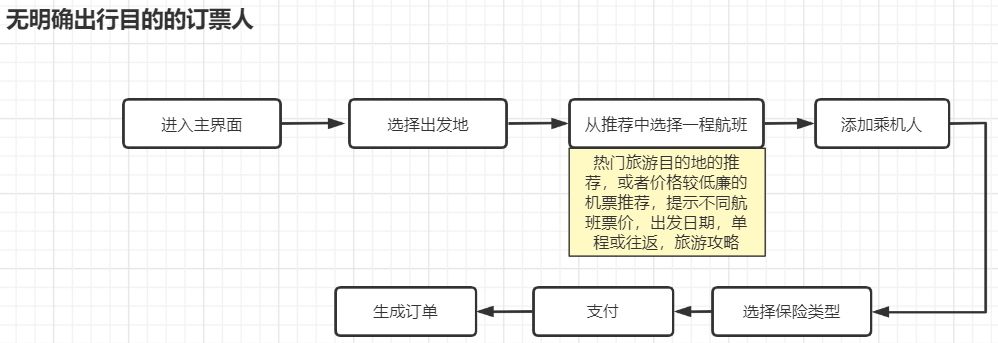 无明确出行目的的订票人
进入主界面
选择出发地
从推荐中选择一程航班
添加乘机人
热门旅游目的地的推
荐，或者价格较低廉的
机票推荐，提示不同航
班票价，出发日期，单
程或往返，旅游攻略
生成订单
支付
选择保险类型